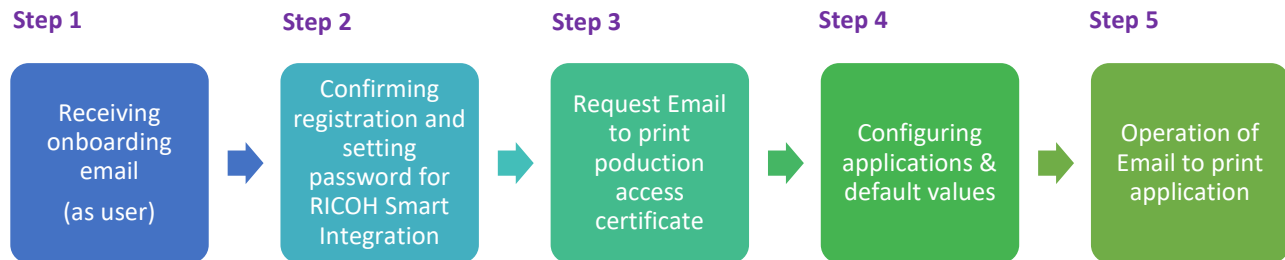 Step 1
Step 2
Step 3
Step 4
Step 5
Receiving
onboarding
email
(as user)
Confirming
registration and
setting
password for
RICOH Smart
Integration
Request Email
to print
poduction
access
certificate
Configuring
applications &
default values
Operation of
Email to print
application